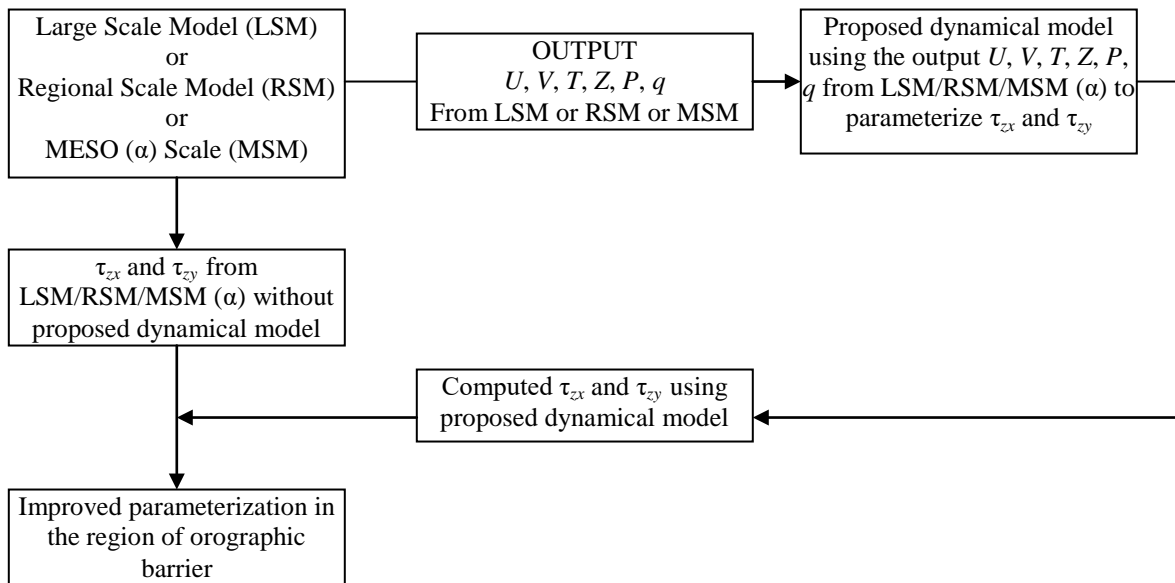 Large Scale Model (LSM)
or
Regional Scale Model (RSM)
or
MESO (α) Scale (MSM)
OUTPUT
U, V, T, Z, P, q
From LSM or RSM or MSM
Proposed dynamical model
using the output U, V, T, Z, P,
q from LSM/RSM/MSM (α) to
parameterize τzx and τzy
τzx and τzy from
LSM/RSM/MSM (α) without
proposed dynamical model
Computed τzx and τzy using
proposed dynamical model
Improved parameterization in
the region of orographic
barrier